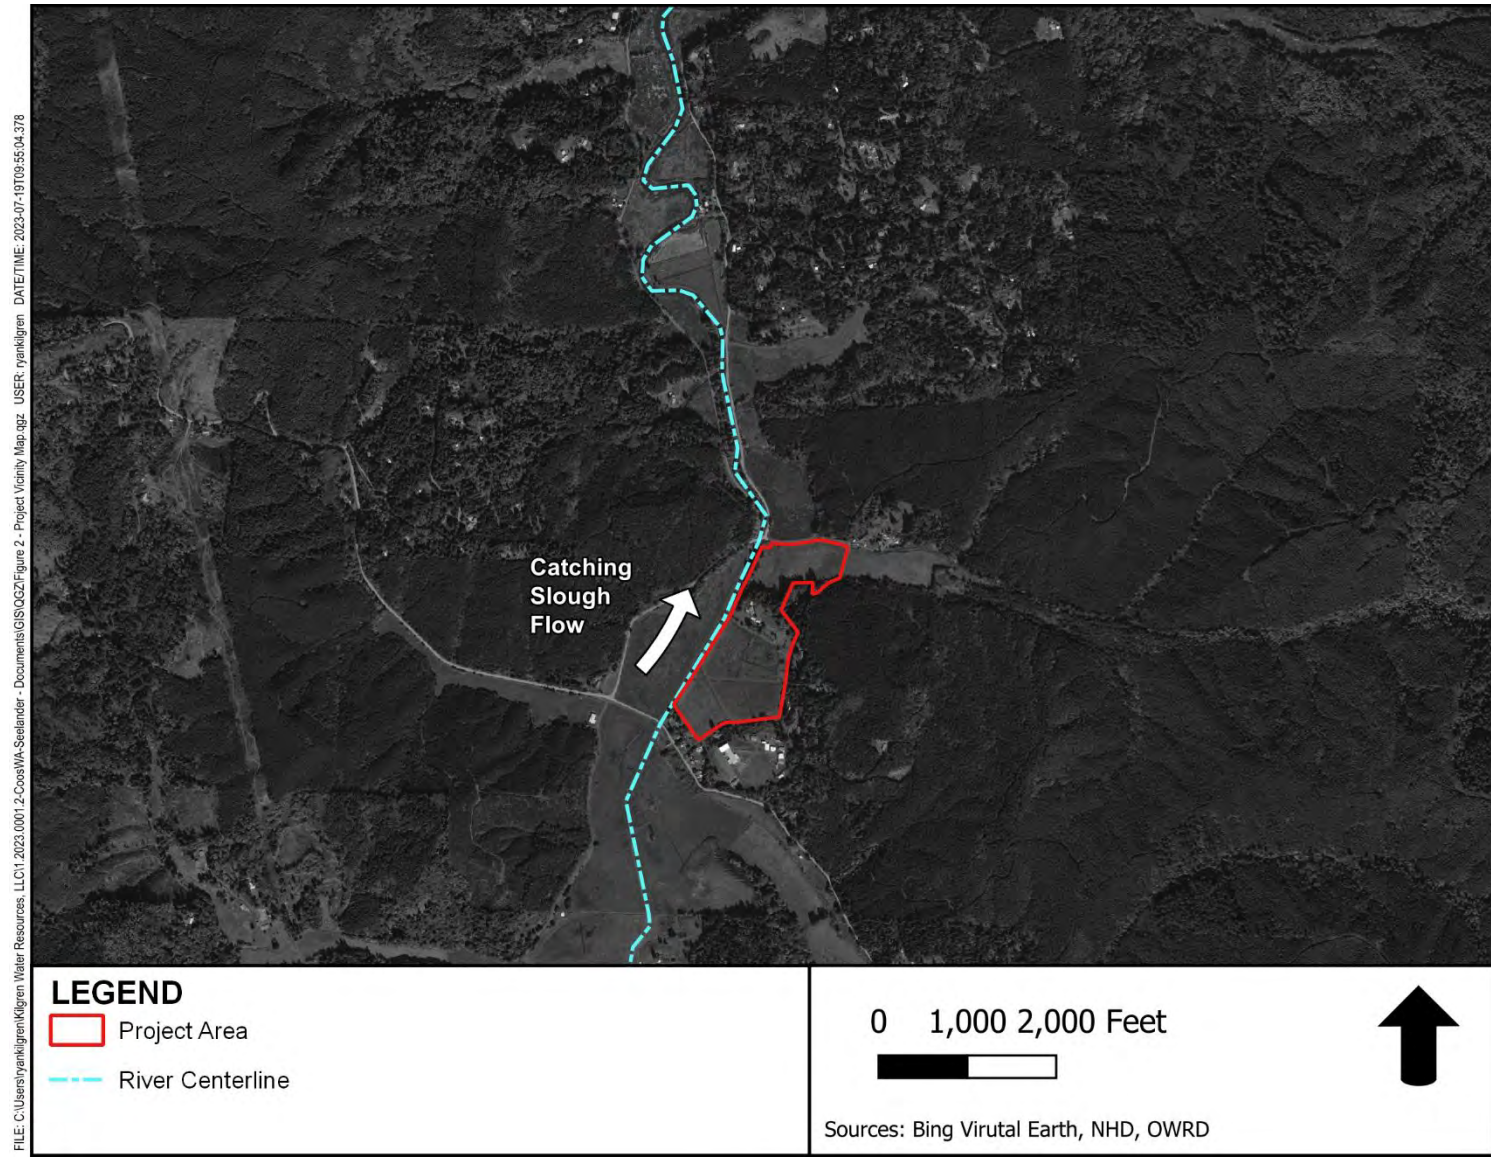 FILE: C:\Users\ryankilgren\Kilgren Water Resources, LLC\1.2023.0001.2-CoosWA-Seelander - Documents\GIS\QGZ\Figure 2 - Project Vicinity Map.qgz USER: ryankilgren DATE/TIME: 2023-07-19T09:55:04.378
Catching
Slough
Flow
LEGEND
Project Area
River Centerline
0 1,000 2,000 Feet
Sources: Bing Virutal Earth, NHD, OWRD